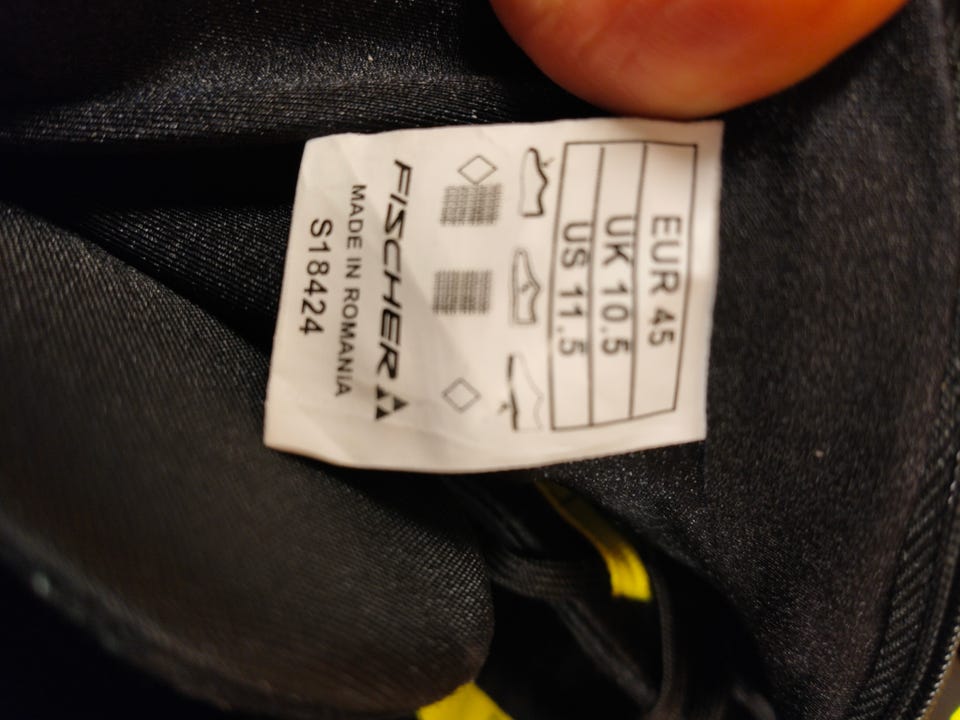 EUR 45
UK 10.5
US 11.5
FISCHER
MADE IN ROMANIA
S18424